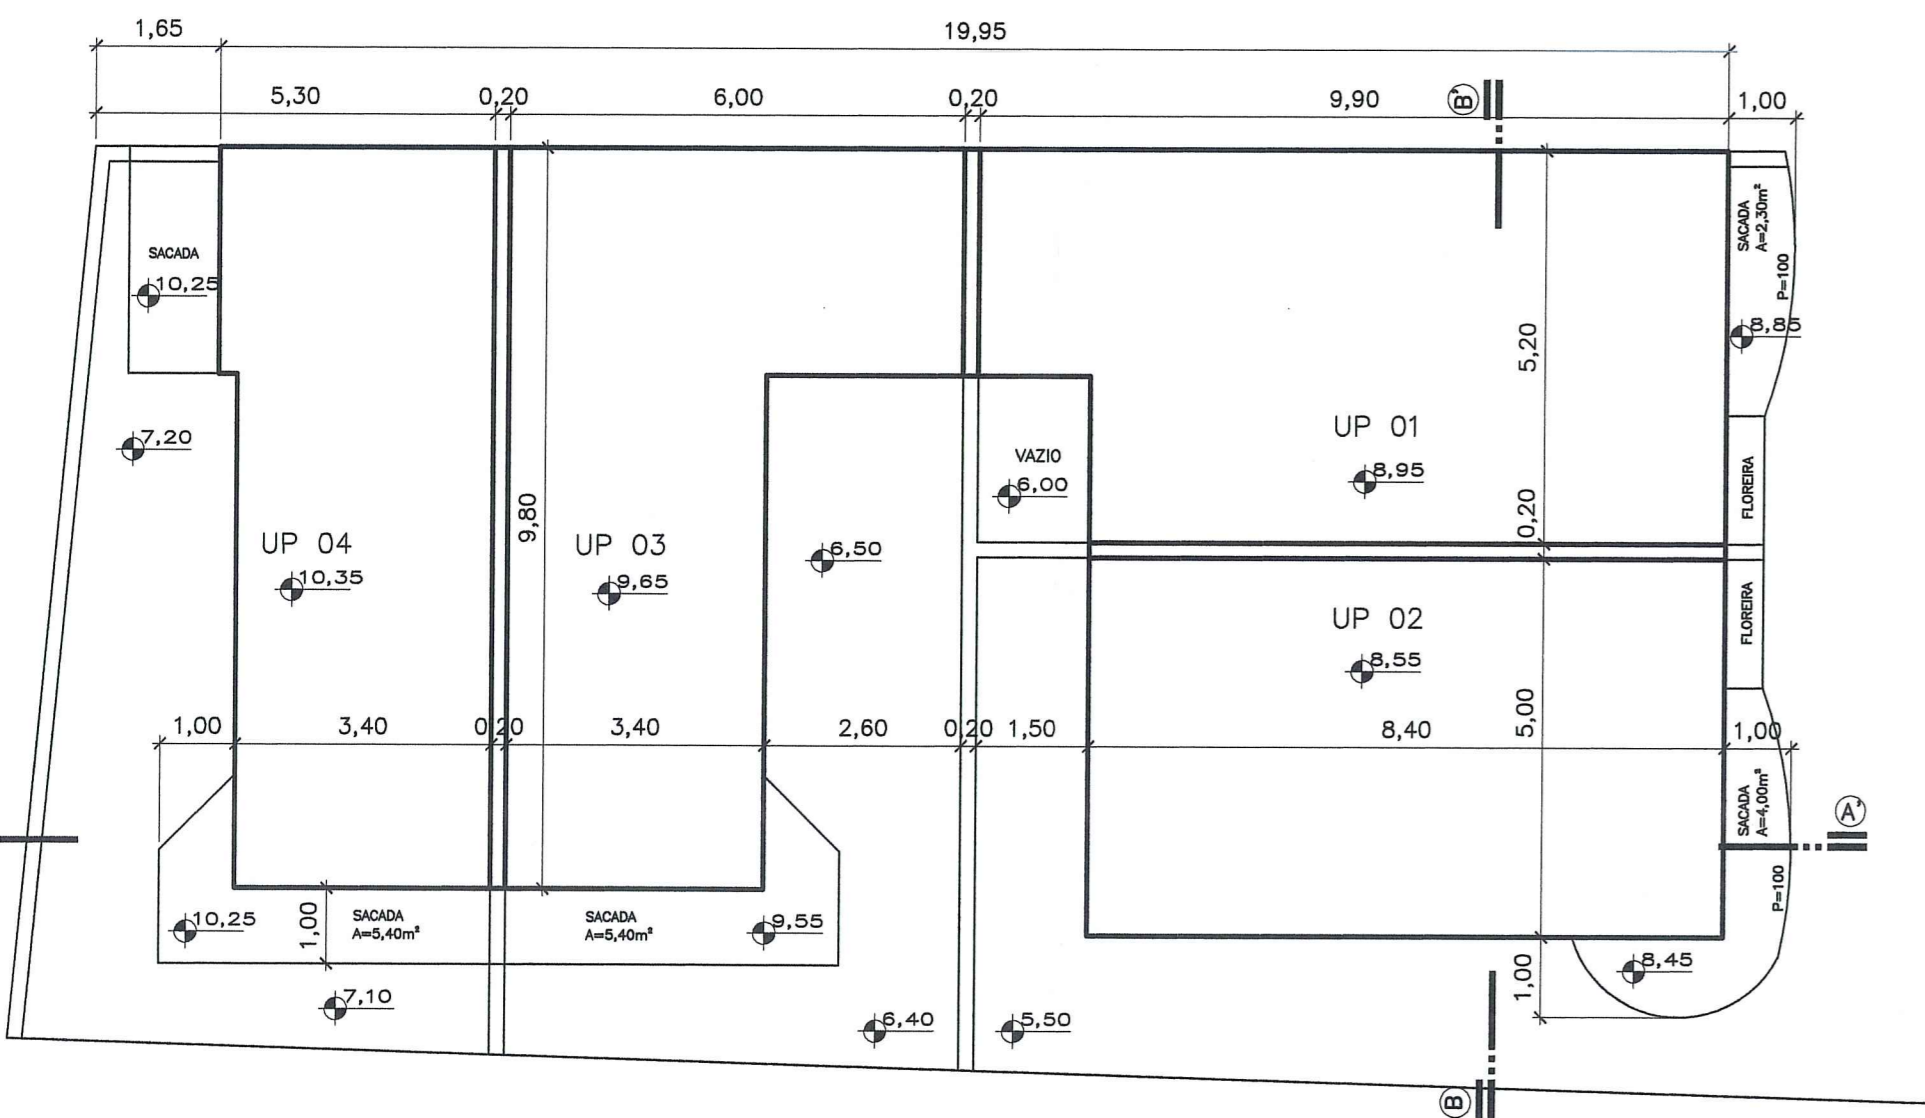 1,65
19,95
5,30
0,20
6,00
0,20
9,90
B'
1,00
SACADA
10,25
SACADA
A=2,30m²
P=100
8,85
7,20
5,20
UP 01
8,95
VAZIO
6,00
FLOREIRA
9,80
0,20
UP 04
10,35
UP 03
9,65
6,50
FLOREIRA
UP 02
8,55
1,00
3,40
0,20
3,40
2,60
0,20
1,50
8,40
5,00
1,00
SACADA
A=4,00m²
A'
P=100
10,25
1,00
SACADA
A=5,40m²
SACADA
A=5,40m²
9,55
8,45
1,00
7,10
6,40
5,50
B